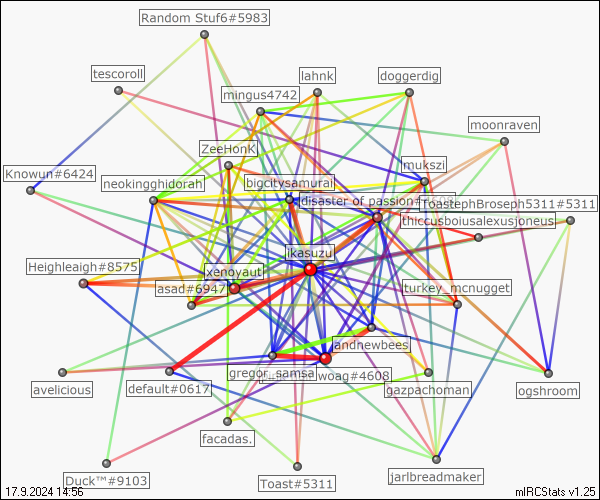 Random Stuf6#5983
tescoroll
lahnk
doggerdig
mingus4742
moonraven
ZeeHonK
mukszi
Knowun#6424
neokingghidorah
bigcitysamurai
disaster of passion#
ToastephBroseph5311#5311
thiccusboiusalexusjoneus
ikasuzu
Heighleaigh#8575
xenoyaut
asad#6947
turkey_mcnugget
andnewbees
gregor_samsa
woag#4608
avelicious
default#0617
gazpachoman
ogshroom
facadas.
Duck™#9103
Toast#5311
jarlbreadmaker
17.9.2024 14:56
mIRCStats v1.25